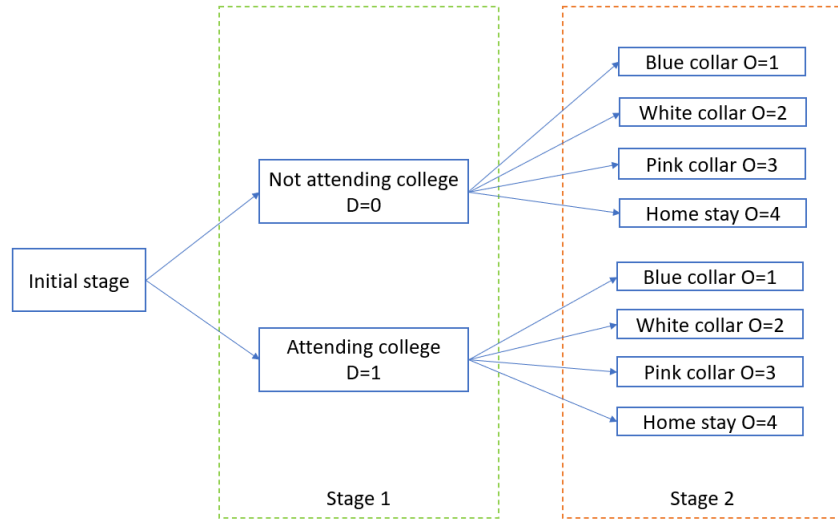 Initial stage
Not attending college
D=0
Attending college
D=1
Stage 1
Blue collar O=1
White collar O=2
Pink collar O=3
Home stay O=4
Blue collar O=1
White collar O=2
Pink collar O=3
Home stay O=4
Stage 2